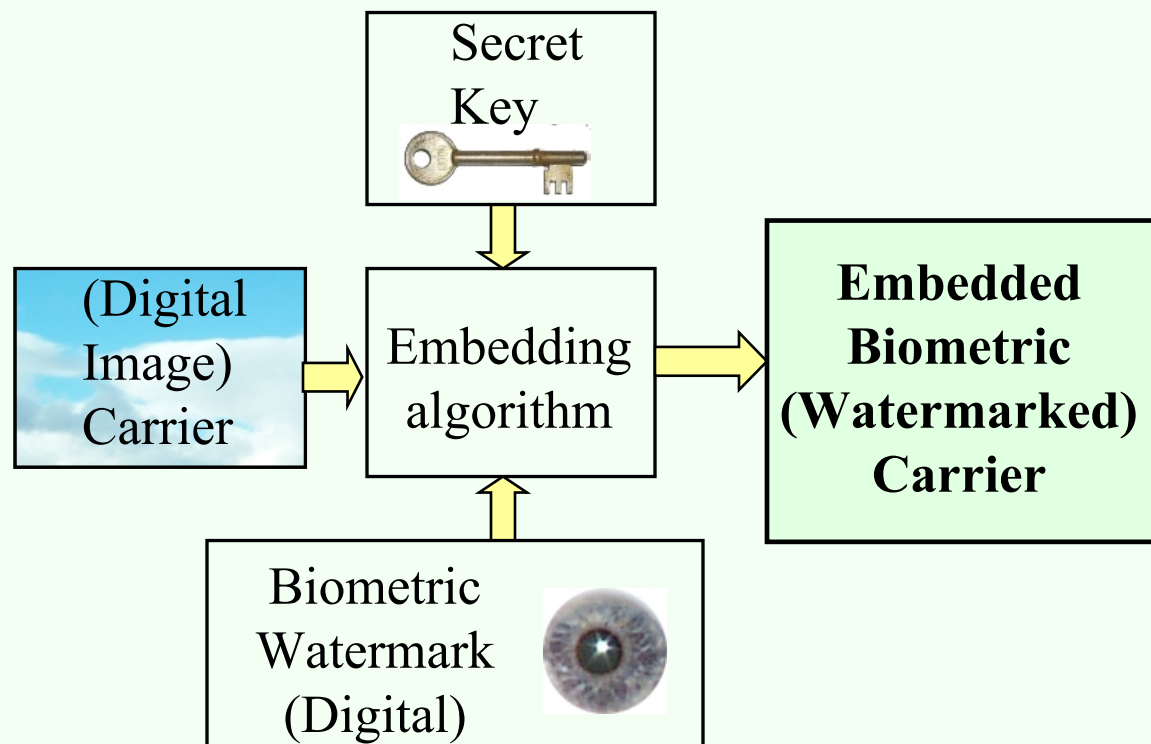 Secret
Key
(Digital
Image)
Carrier
Embedding
algorithm
Embedded
Biometric
(Watermarked)
Carrier
Biometric
Watermark
(Digital)